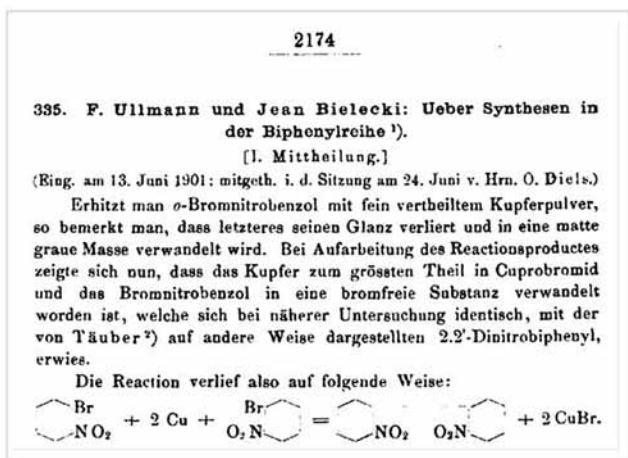 2174
335. F. Ullmann und Jean Bielecki: Ueber Synthesen in
der Biphenylreihe ¹).
[I. Mittheilung.]
(Eing. am 13. Juni 1901; mitgeth. i. d. Sitzung am 24. Juni v. Hrn. O. Diels.)
Erhitzt man o-Bromnitrobenzol mit fein vertheiltem Kupferpulver,
so bemerkt man, dass letzteres seinen Glanz verliert und in eine matte
graue Masse verwandelt wird. Bei Aufarbeitung des Reactionsproductes
zeigte sich nun, dass das Kupfer zum grössten Theil in Cuprobromid
und das Bromnitrobenzol in eine bromfreie Substanz verwandelt
worden ist, welche sich bei näherer Untersuchung identisch, mit der
von Täuber ²) auf andere Weise dargestellten 2.2'-Dinitrobiphenyl,
erwies.
Die Reaction verlief also auf folgende Weise:
Br Br
+ 2 Cu + = + 2 CuBr.
NO₂ O₂N NO₂ O₂N